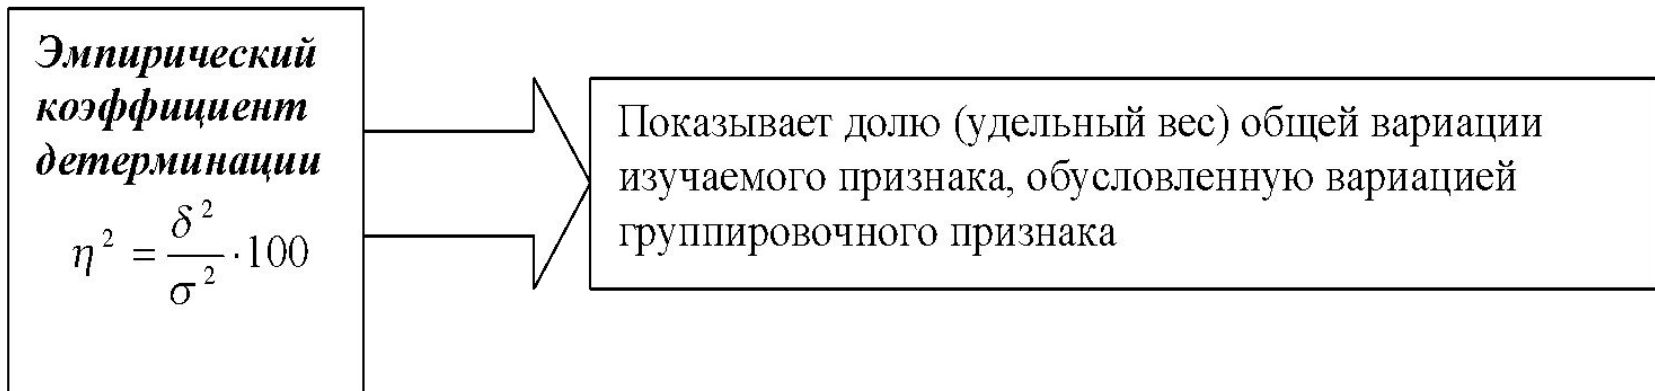 Эмпирический
коэффициент
детерминации
η² = δ²/σ² ·100
Показывает долю (удельный вес) общей вариации
изучаемого признака, обусловленную вариацией
группировочного признака